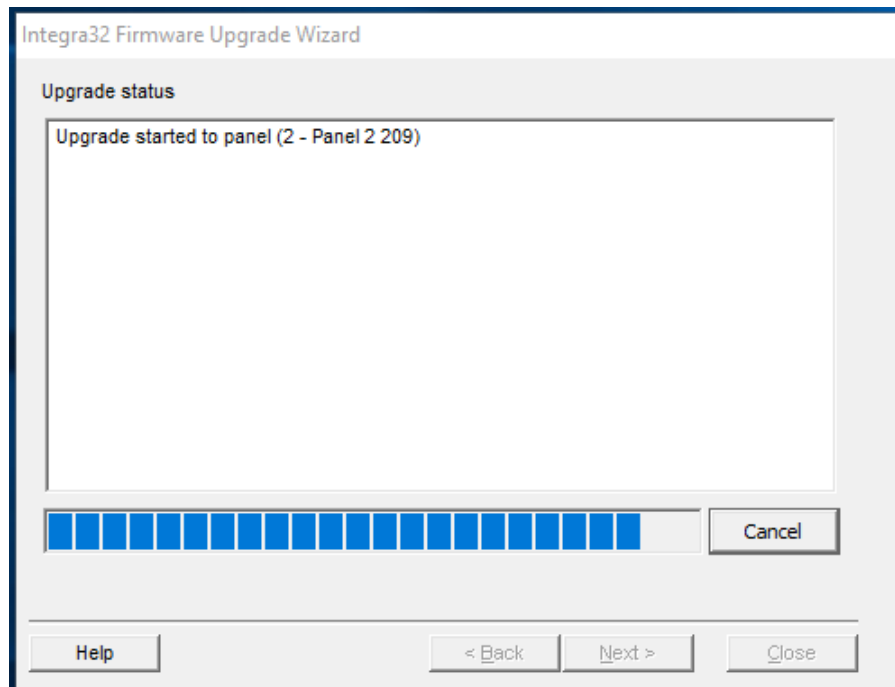 Integra32 Firmware Upgrade Wizard
Upgrade status
Upgrade started to panel (2 - Panel 2 209)
Cancel
Help
< Back
Next >
Close